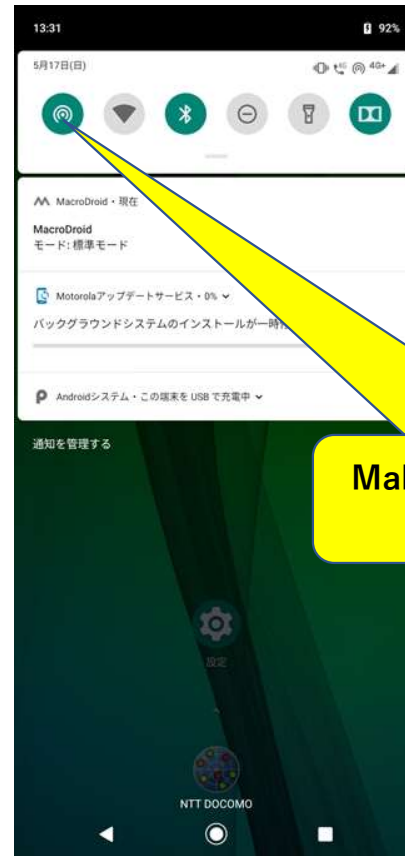 13:31
92%
5月17日(日)
4G+
MacroDroid・現在
MacroDroid
モード: 標準モード
Motorolaアップデートサービス・0%
バックグラウンドシステムのインストールが一時
Androidシステム・この端末を USB で充電中
通知を管理する
設定
NTT DOCOMO